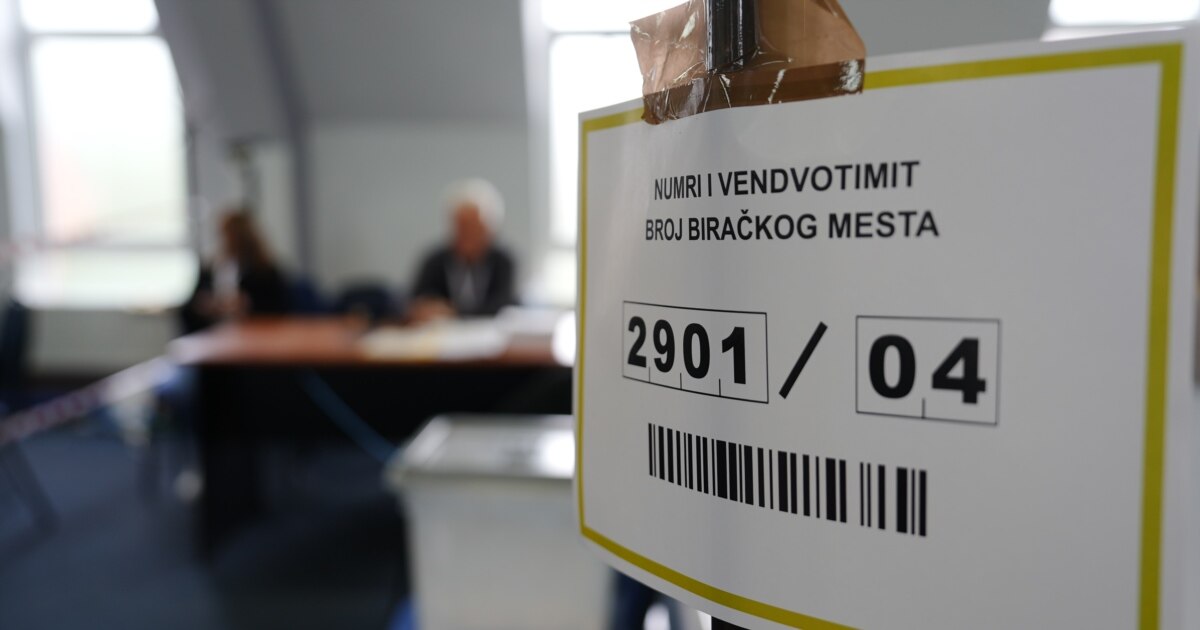 NUMRI I VENDVOTIMIT
BROJ BIRAČKOG MESTA
2901 / 04